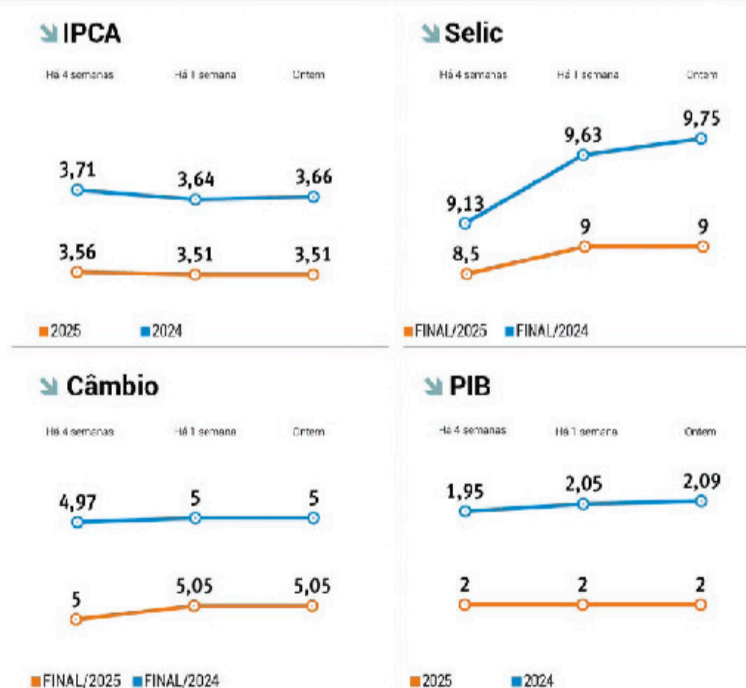 IPCA
Há 4 semanas Há 1 semana Ontem
3,71 3,64 3,66
3,56 3,51 3,51
2025 2024
Selic
Há 4 semanas Há 1 semana Ontem
9,13 9,63 9,75
8,5 9 9
FINAL/2025 FINAL/2024
Câmbio
Há 4 semanas Há 1 semana Ontem
4,97 5 5
5 5,05 5,05
FINAL/2025 FINAL/2024
PIB
Há 4 semanas Há 1 semana Ontem
1,95 2,05 2,09
2 2 2
2025 2024